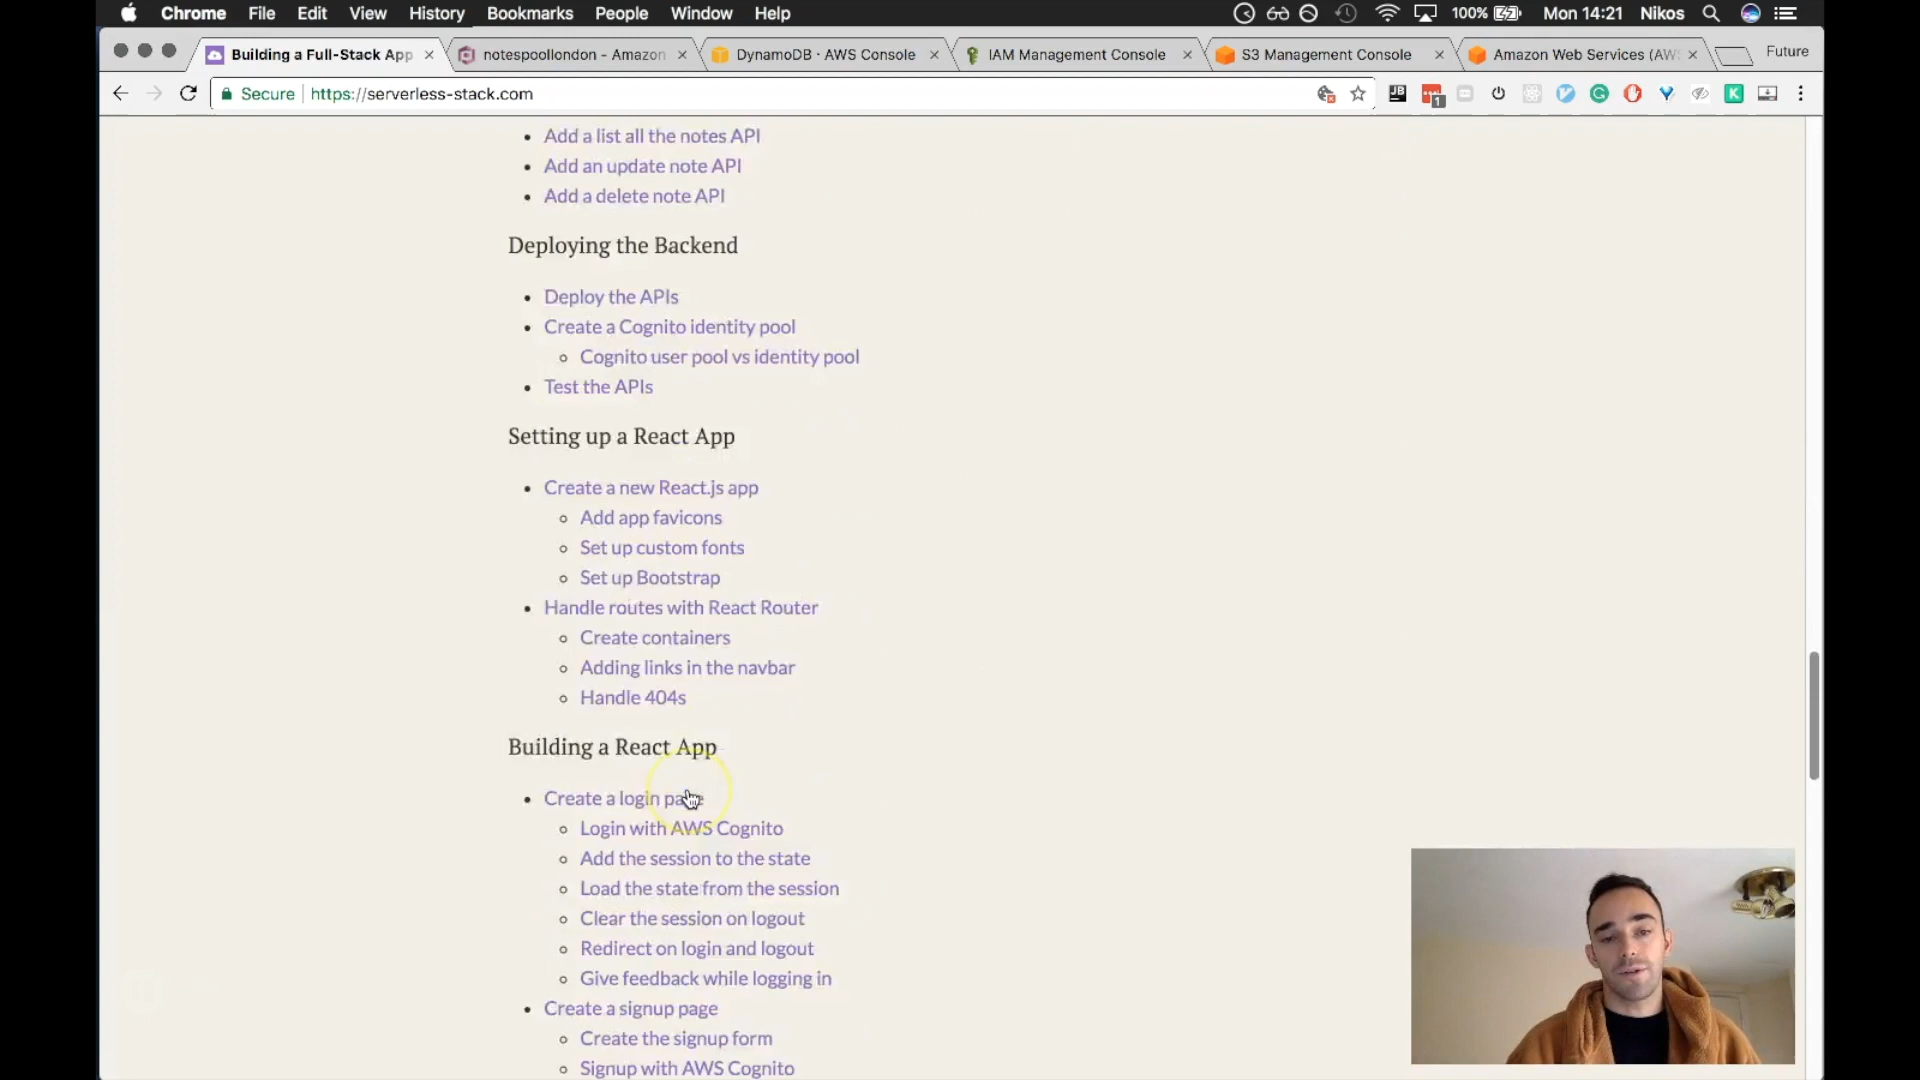 Chrome File Edit View History Bookmarks People Window Help 100% Mon 14:21 Nikos
Building a Full-Stack App notespoollondon - Amazon DynamoDB · AWS Console IAM Management Console S3 Management Console Amazon Web Services (AWS Future
Secure https://serverless-stack.com JB 1 K
Add a list all the notes API
Add an update note API
Add a delete note API
Deploying the Backend
Deploy the APIs
Create a Cognito identity pool
Cognito user pool vs identity pool
Test the APIs
Setting up a React App
Create a new React.js app
Add app favicons
Set up custom fonts
Set up Bootstrap
Handle routes with React Router
Create containers
Adding links in the navbar
Handle 404s
Building a React App
Create a login page
Login with AWS Cognito
Add the session to the state
Load the state from the session
Clear the session on logout
Redirect on login and logout
Give feedback while logging in
Create a signup page
Create the signup form
Signup with AWS Cognito